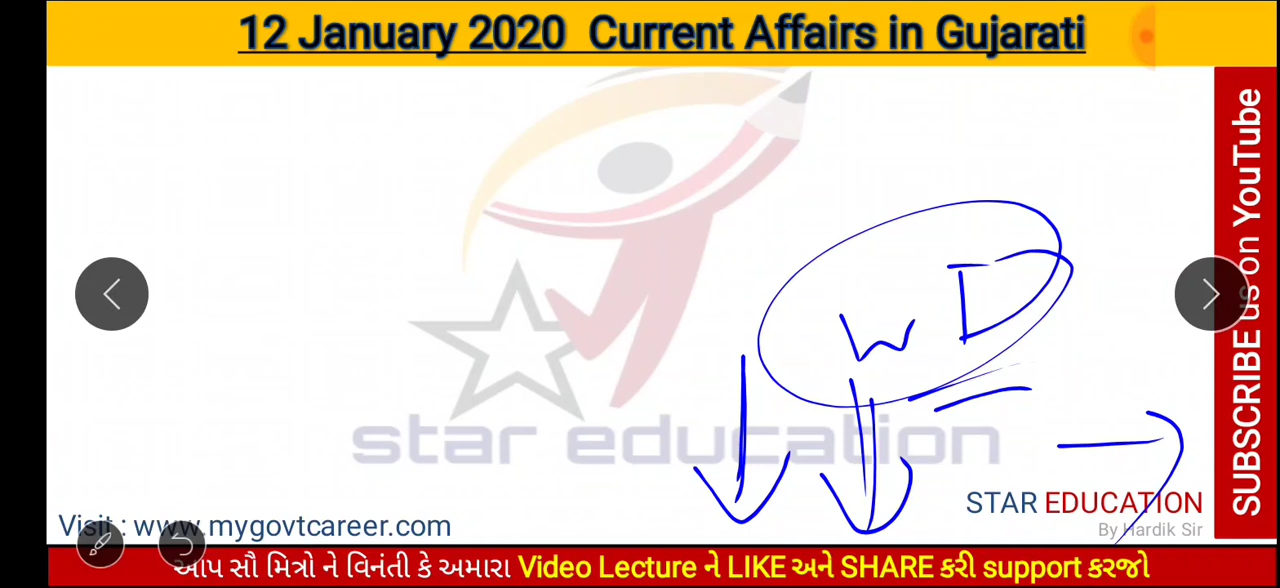 12 January 2020 Current Affairs in Gujarati
W D
star education
STAR EDUCATION
By Hardik Sir
Visit : www.mygovtcareer.com
આપ સૌ મિત્રો ને વિનંતી કે અમારા Video Lecture ને LIKE અને SHARE કરી support કરજો
SUBSCRIBE us on YouTube